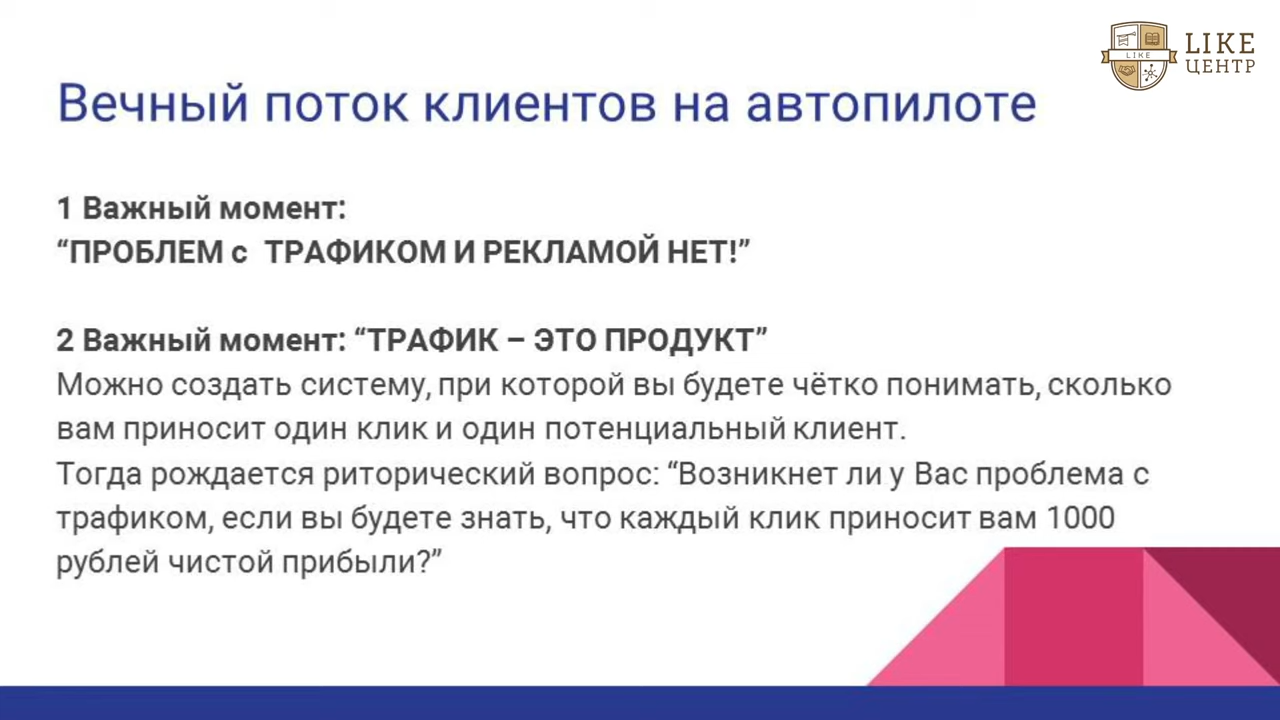 LIKE
LIKE
ЦЕНТР
Вечный поток клиентов на автопилоте
1 Важный момент:
“ПРОБЛЕМ с ТРАФИКОМ И РЕКЛАМОЙ НЕТ!”
2 Важный момент: “ТРАФИК – ЭТО ПРОДУКТ”
Можно создать систему, при которой вы будете чётко понимать, сколько
вам приносит один клик и один потенциальный клиент.
Тогда рождается риторический вопрос: “Возникнет ли у Вас проблема с
трафиком, если вы будете знать, что каждый клик приносит вам 1000
рублей чистой прибыли?”